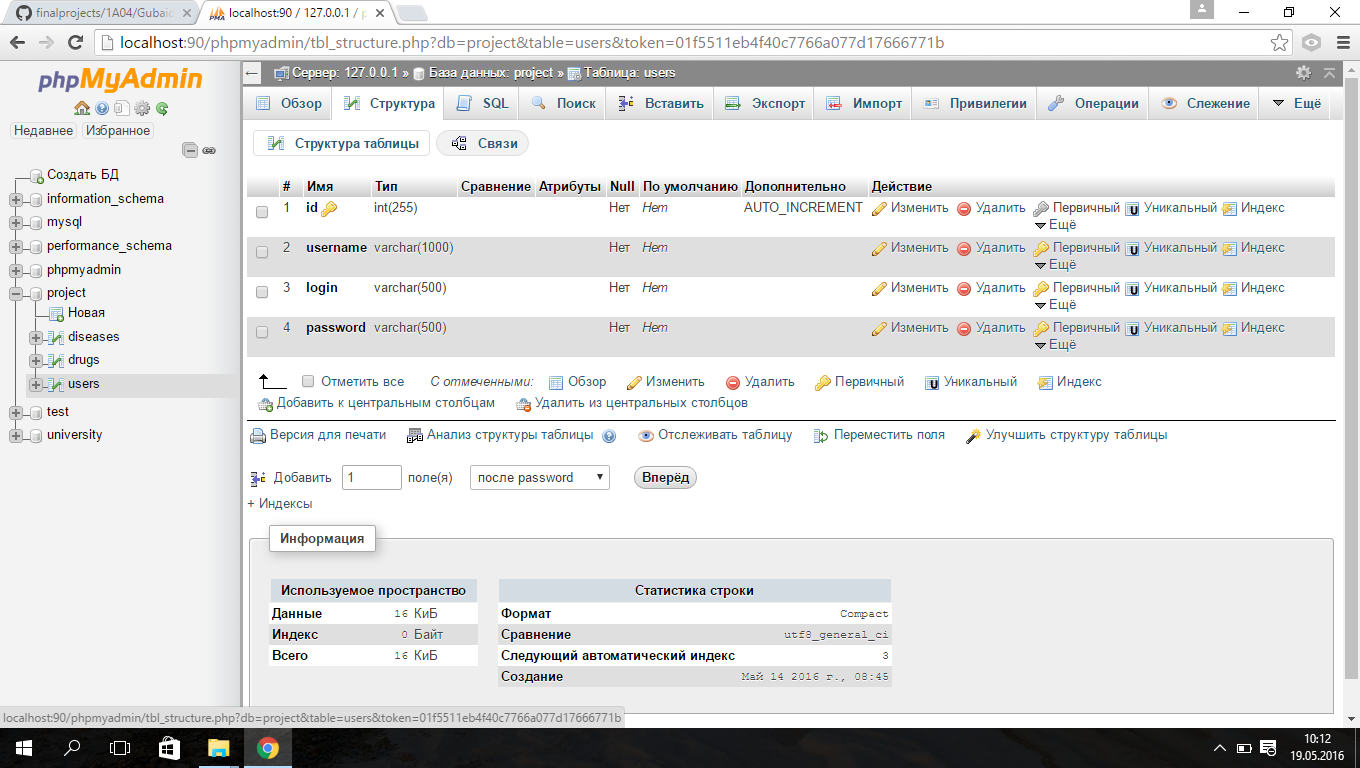 finalprojects/1A04/Gubai
localhost:90 / 127.0.0.1 / p
localhost:90/phpmyadmin/tbl_structure.php?db=project&table=users&token=01f5511eb4f40c7766a077d17666771b
phpMyAdmin
Недавнее Избранное
Создать БД
information_schema
mysql
performance_schema
phpmyadmin
project
Новая
diseases
drugs
users
test
university
Сервер: 127.0.0.1 » База данных: project » Таблица: users
Обзор Структура SQL Поиск Вставить Экспорт Импорт Привилегии Операции Слежение Ещё
Структура таблицы Связи
# Имя Тип Сравнение Атрибуты Null По умолчанию Дополнительно Действие
1 id int(255) Нет Нет AUTO_INCREMENT Изменить Удалить Первичный Уникальный Индекс
Ещё
2 username varchar(1000) Нет Нет Изменить Удалить Первичный Уникальный Индекс
Ещё
3 login varchar(500) Нет Нет Изменить Удалить Первичный Уникальный Индекс
Ещё
4 password varchar(500) Нет Нет Изменить Удалить Первичный Уникальный Индекс
Ещё
Отметить все С отмеченными: Обзор Изменить Удалить Первичный Уникальный Индекс
Добавить к центральным столбцам Удалить из центральных столбцов
Версия для печати Анализ структуры таблицы Отслеживать таблицу Переместить поля Улучшить структуру таблицы
Добавить 1 поле(я) после password Вперёд
+ Индексы
Информация
Используемое пространство
Данные 16 КиБ
Индекс 0 Байт
Всего 16 КиБ
Статистика строки
Формат Compact
Сравнение utf8_general_ci
Следующий автоматический индекс 3
Создание Май 14 2016 г., 08:45
localhost:90/phpmyadmin/tbl_structure.php?db=project&table=users&token=01f5511eb4f40c7766a077d17666771b
10:12
19.05.2016